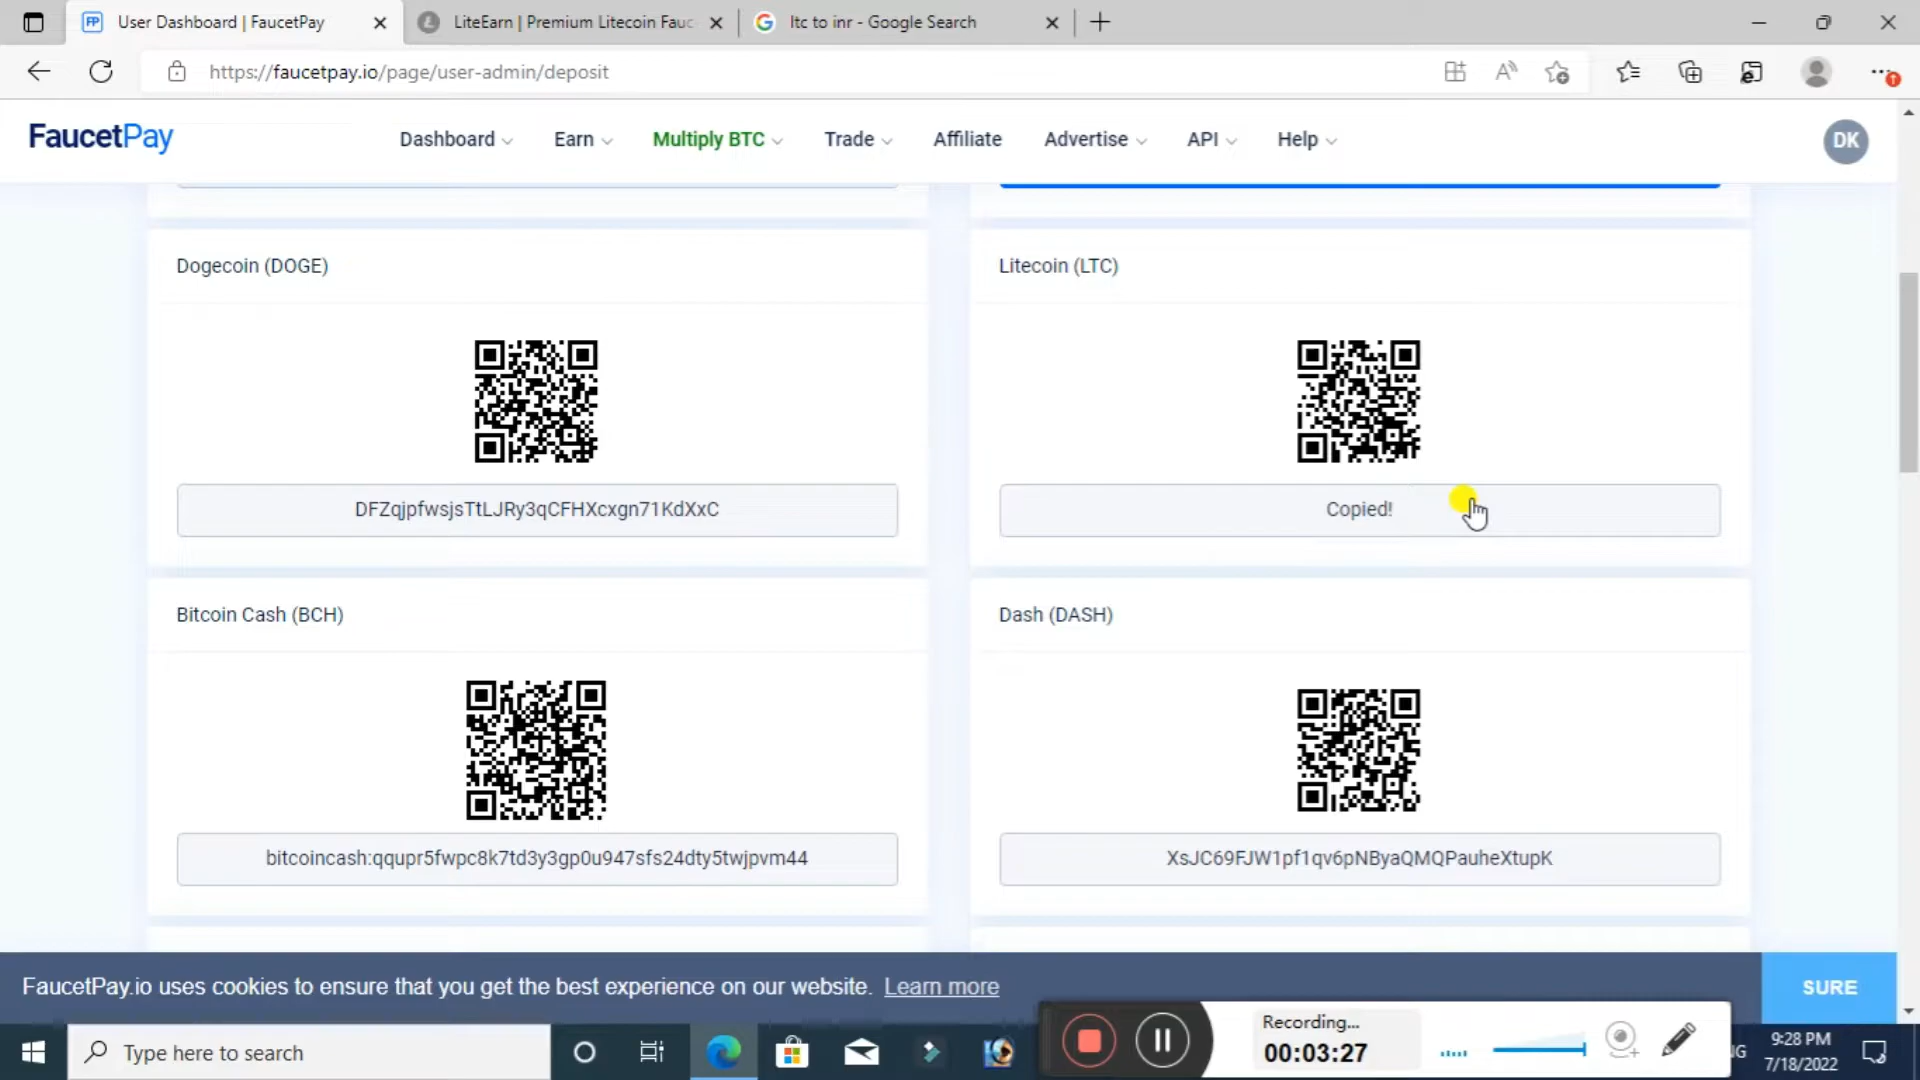 User Dashboard | FaucetPay
LiteEarn | Premium Litecoin Fauc
ltc to inr - Google Search
https://faucetpay.io/page/user-admin/deposit
FaucetPay
Dashboard
Earn
Multiply BTC
Trade
Affiliate
Advertise
API
Help
DK
Dogecoin (DOGE)
Litecoin (LTC)
DFZqjpfwsjsTtLJRy3qCFHXcxgn71KdXxC
Copied!
Bitcoin Cash (BCH)
Dash (DASH)
bitcoincash:qqupr5fwpc8k7td3y3gp0u947sfs24dty5twjpvm44
XsJC69FJW1pf1qv6pNByaQMQPauheXtupK
FaucetPay.io uses cookies to ensure that you get the best experience on our website. Learn more
SURE
Type here to search
Recording...
00:03:27
9:28 PM
7/18/2022